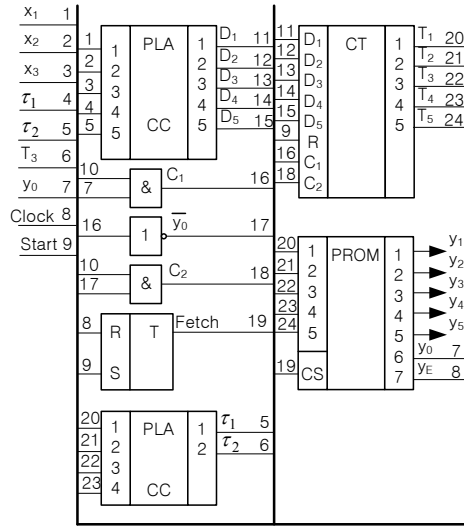 x₁ 1
x₂ 2
x₃ 3
τ₁ 4
τ₂ 5
T₃ 6
y₀ 7
Clock 8
Start 9
1 1 PLA 1 D₁ 11
2 2 2 D₂ 12
3 3 3 D₃ 13
4 4 4 D₄ 14
5 5 CC 5 D₅ 15
11 D₁ CT 1 T₁ 20
12 D₂ 2 T₂ 21
13 D₃ 3 T₃ 22
14 D₄ 4 T₄ 23
15 D₅ 5 T₅ 24
9 R
16 C₁
18 C₂
10 & C₁ 16
7
16 1 y̅₀ 17
10 & C₂ 18
17
8 R T Fetch 19
9 S
20 1 PROM 1 y₁
21 2 2 y₂
22 3 3 y₃
23 4 4 y₄
24 5 5 y₅
6 y₀ 7
19 CS 7 yE 8
20 1 PLA 1 τ₁ 5
21 2 2 τ₂ 6
22 3
23 4 CC